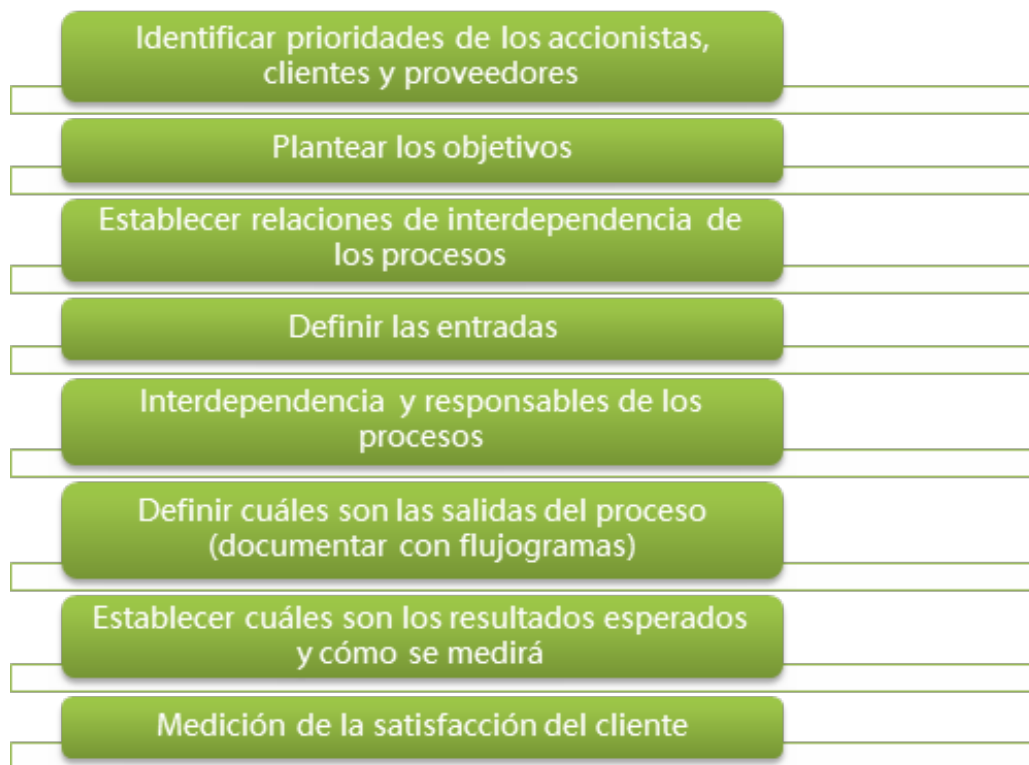 Identificar prioridades de los accionistas,
clientes y proveedores
Plantear los objetivos
Establecer relaciones de interdependencia de
los procesos
Definir las entradas
Interdependencia y responsables de los
procesos
Definir cuáles son las salidas del proceso
(documentar con flujogramas)
Establecer cuáles son los resultados esperados
y cómo se medirá
Medición de la satisfacción del cliente